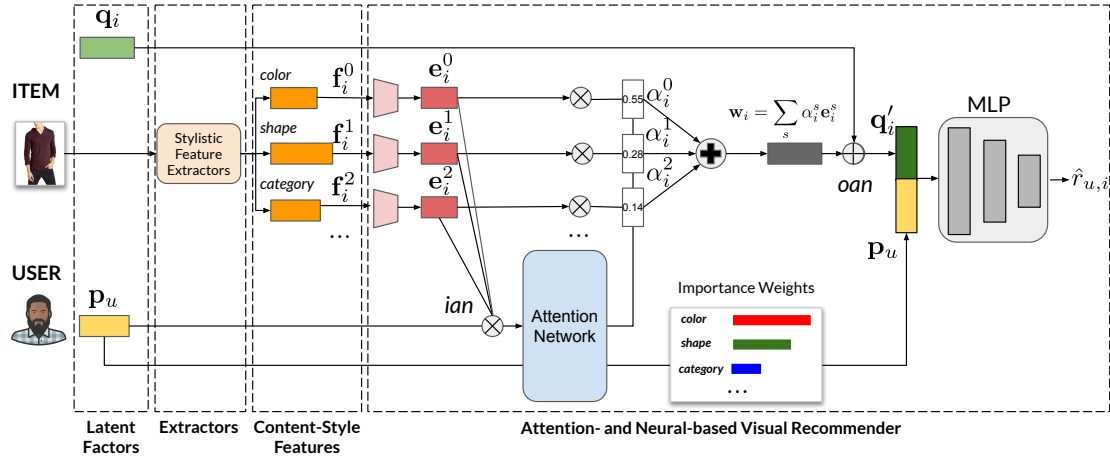 q_i
ITEM
Stylistic
Feature
Extractors
color
f_i^0
shape
f_i^1
category
f_i^2
...
e_i^0
e_i^1
e_i^2
0.55
α_i^0
0.28
α_i^1
0.14
α_i^2
...
w_i = ∑_s α_i^s e_i^s
oan
q_i′
MLP
r̂_{u,i}
p_u
USER
p_u
ian
Attention
Network
Importance Weights
color
shape
category
...
Latent
Factors
Extractors
Content-Style
Features
Attention- and Neural-based Visual Recommender